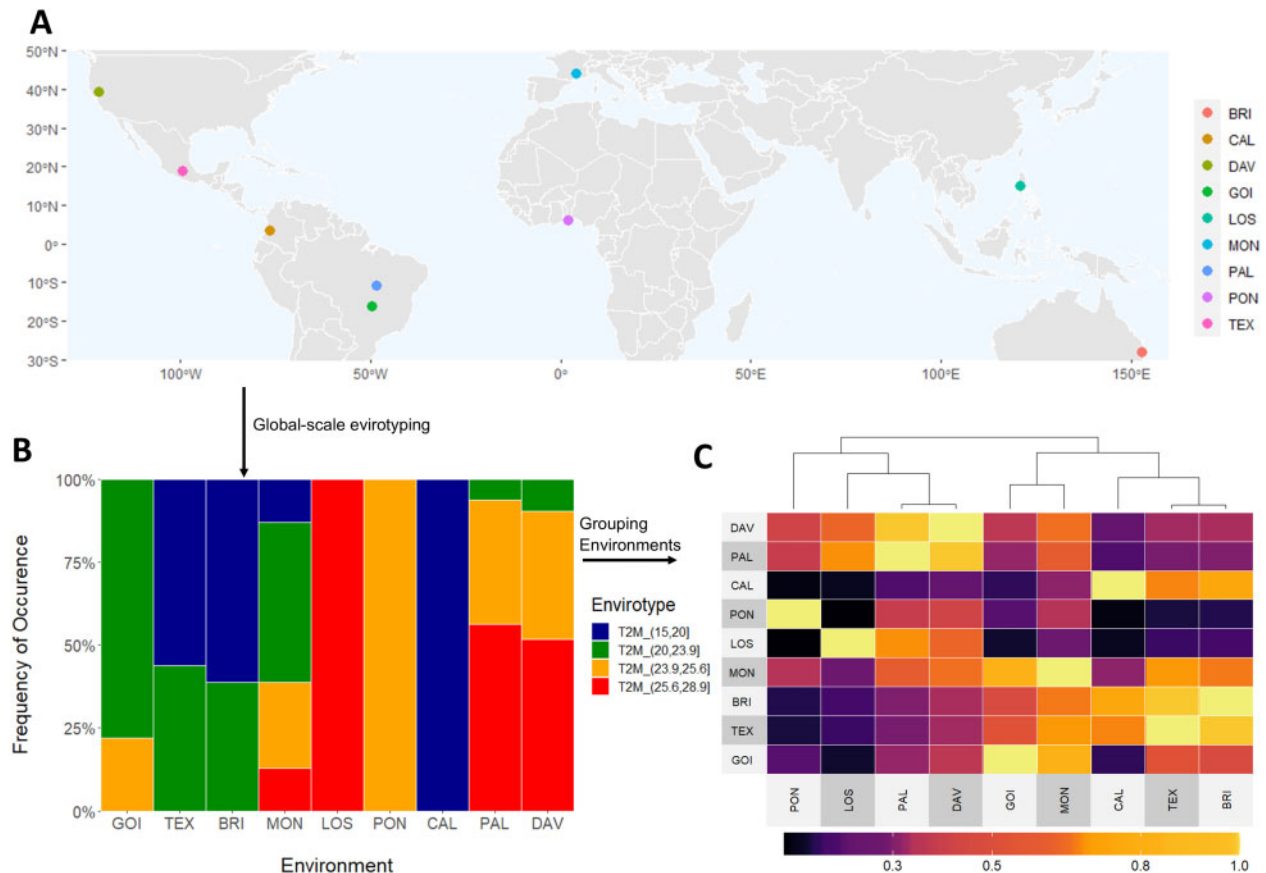 A
50°N
40°N
30°N
20°N
10°N
0°
10°S
20°S
30°S
100°W
50°W
0°
50°E
100°E
150°E
BRI
CAL
DAV
GOI
LOS
MON
PAL
PON
TEX
Global-scale evirotyping
B
100%
75%
50%
25%
0%
Frequency of Occurence
GOI TEX BRI MON LOS PON CAL PAL DAV
Environment
Grouping
Environments
Envirotype
T2M_(15,20]
T2M_(20,23.9]
T2M_(23.9,25.6]
T2M_(25.6,28.9]
C
DAV
PAL
CAL
PON
LOS
MON
BRI
TEX
GOI
PON LOS PAL DAV GOI MON CAL TEX BRI
0.3 0.5 0.8 1.0